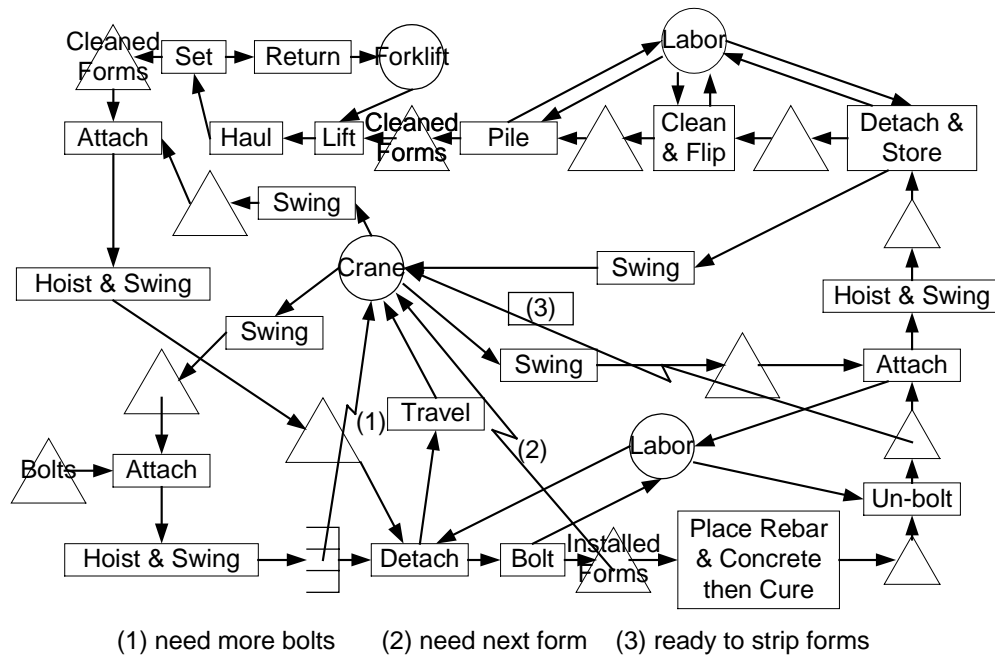 Cleaned
Forms
Set
Return
Forklift
Labor
Attach
Haul
Lift
Cleaned
Forms
Pile
Clean
& Flip
Detach &
Store
Swing
Crane
Swing
Hoist & Swing
Hoist & Swing
(3)
Swing
Swing
Attach
Travel
(1)
(2)
Labor
Bolts
Attach
Un-bolt
Hoist & Swing
Detach
Bolt
Installed
Forms
Place Rebar
& Concrete
then Cure
(1) need more bolts
(2) need next form
(3) ready to strip forms